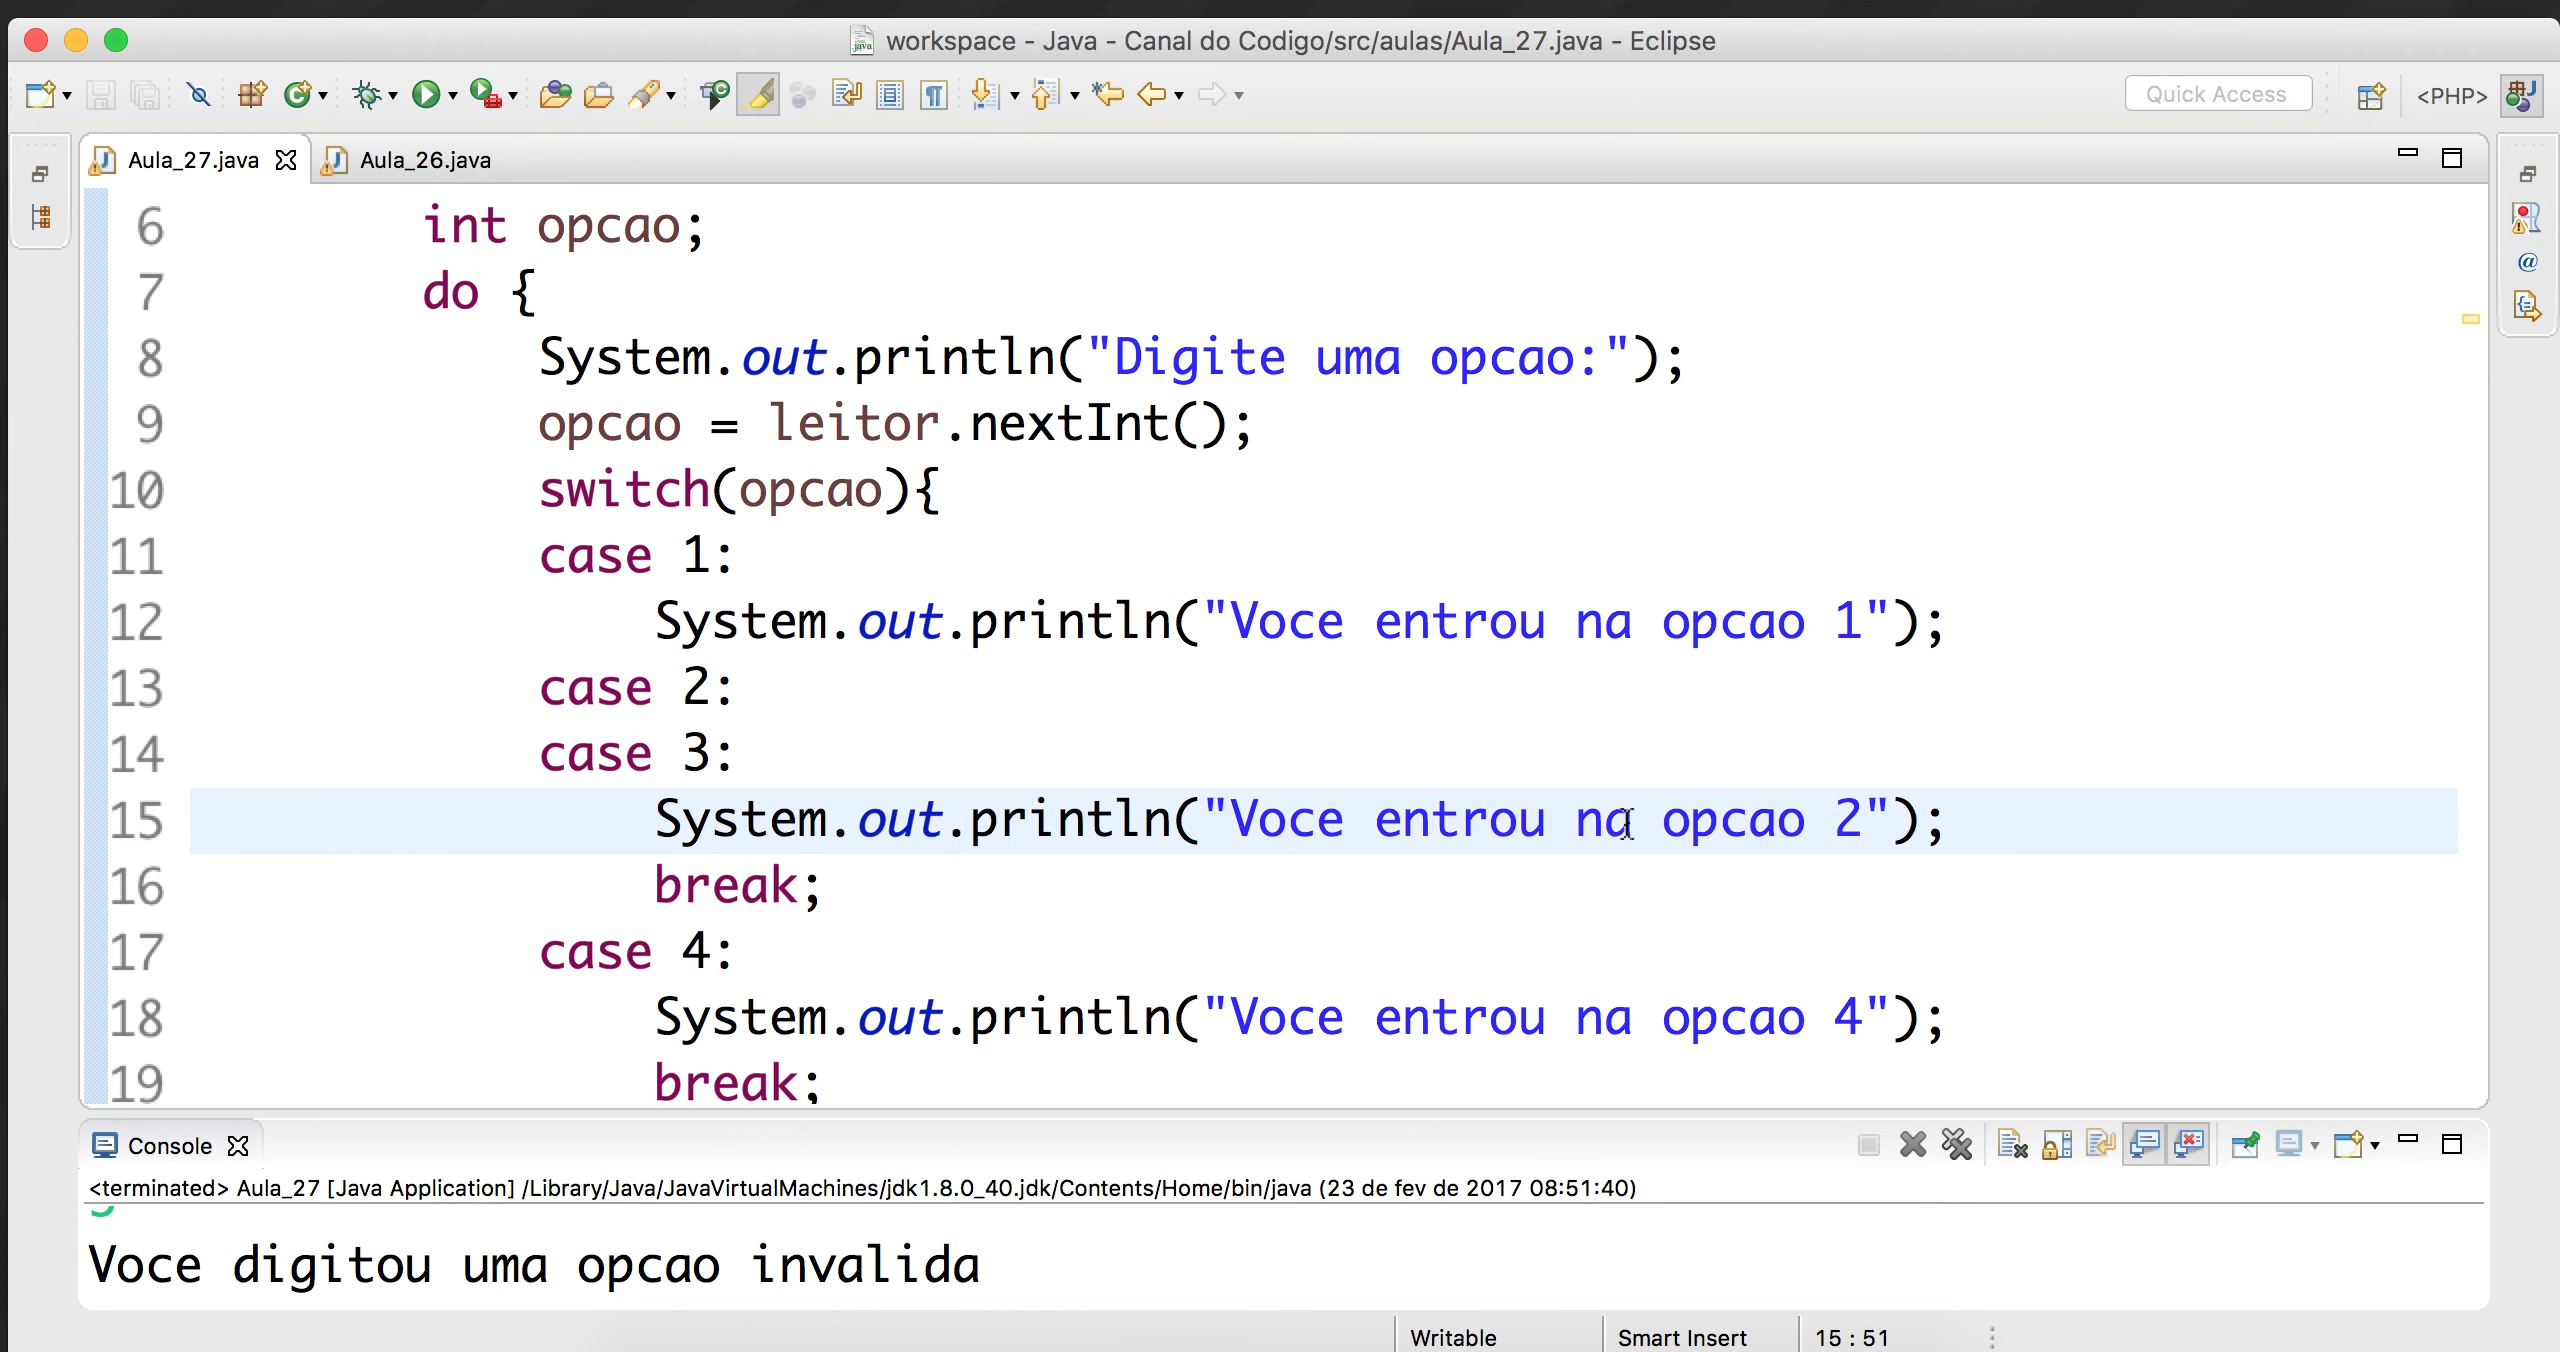 workspace - Java - Canal do Codigo/src/aulas/Aula_27.java - Eclipse
Quick Access
<PHP>
Aula_27.java
Aula_26.java
6 int opcao;
7 do {
8 System.out.println("Digite uma opcao:");
9 opcao = leitor.nextInt();
10 switch(opcao){
11 case 1:
12 System.out.println("Voce entrou na opcao 1");
13 case 2:
14 case 3:
15 System.out.println("Voce entrou na opcao 2");
16 break;
17 case 4:
18 System.out.println("Voce entrou na opcao 4");
19 break;
Console
<terminated> Aula_27 [Java Application] /Library/Java/JavaVirtualMachines/jdk1.8.0_40.jdk/Contents/Home/bin/java (23 de fev de 2017 08:51:40)
Voce digitou uma opcao invalida
Writable
Smart Insert
15 : 51